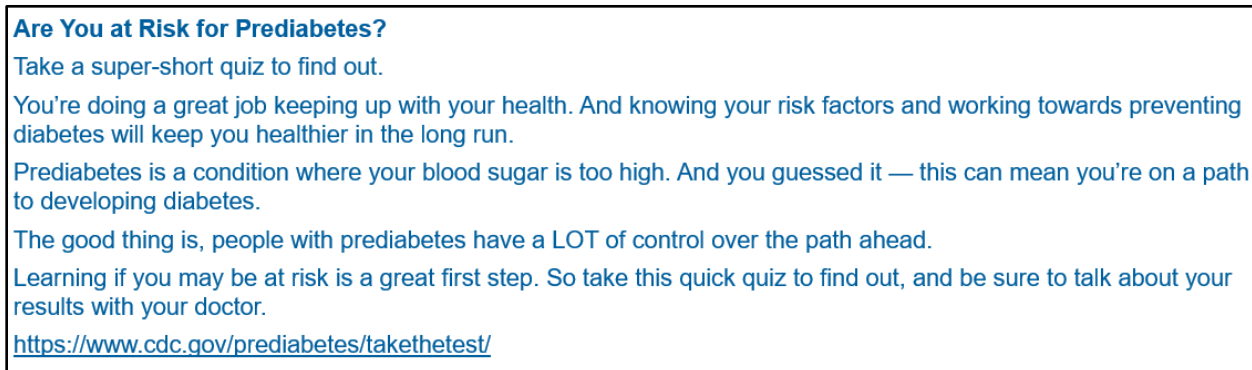 Are You at Risk for Prediabetes?
Take a super-short quiz to find out.
You’re doing a great job keeping up with your health. And knowing your risk factors and working towards preventing
diabetes will keep you healthier in the long run.
Prediabetes is a condition where your blood sugar is too high. And you guessed it — this can mean you’re on a path
to developing diabetes.
The good thing is, people with prediabetes have a LOT of control over the path ahead.
Learning if you may be at risk is a great first step. So take this quick quiz to find out, and be sure to talk about your
results with your doctor.
https://www.cdc.gov/prediabetes/takethetest/